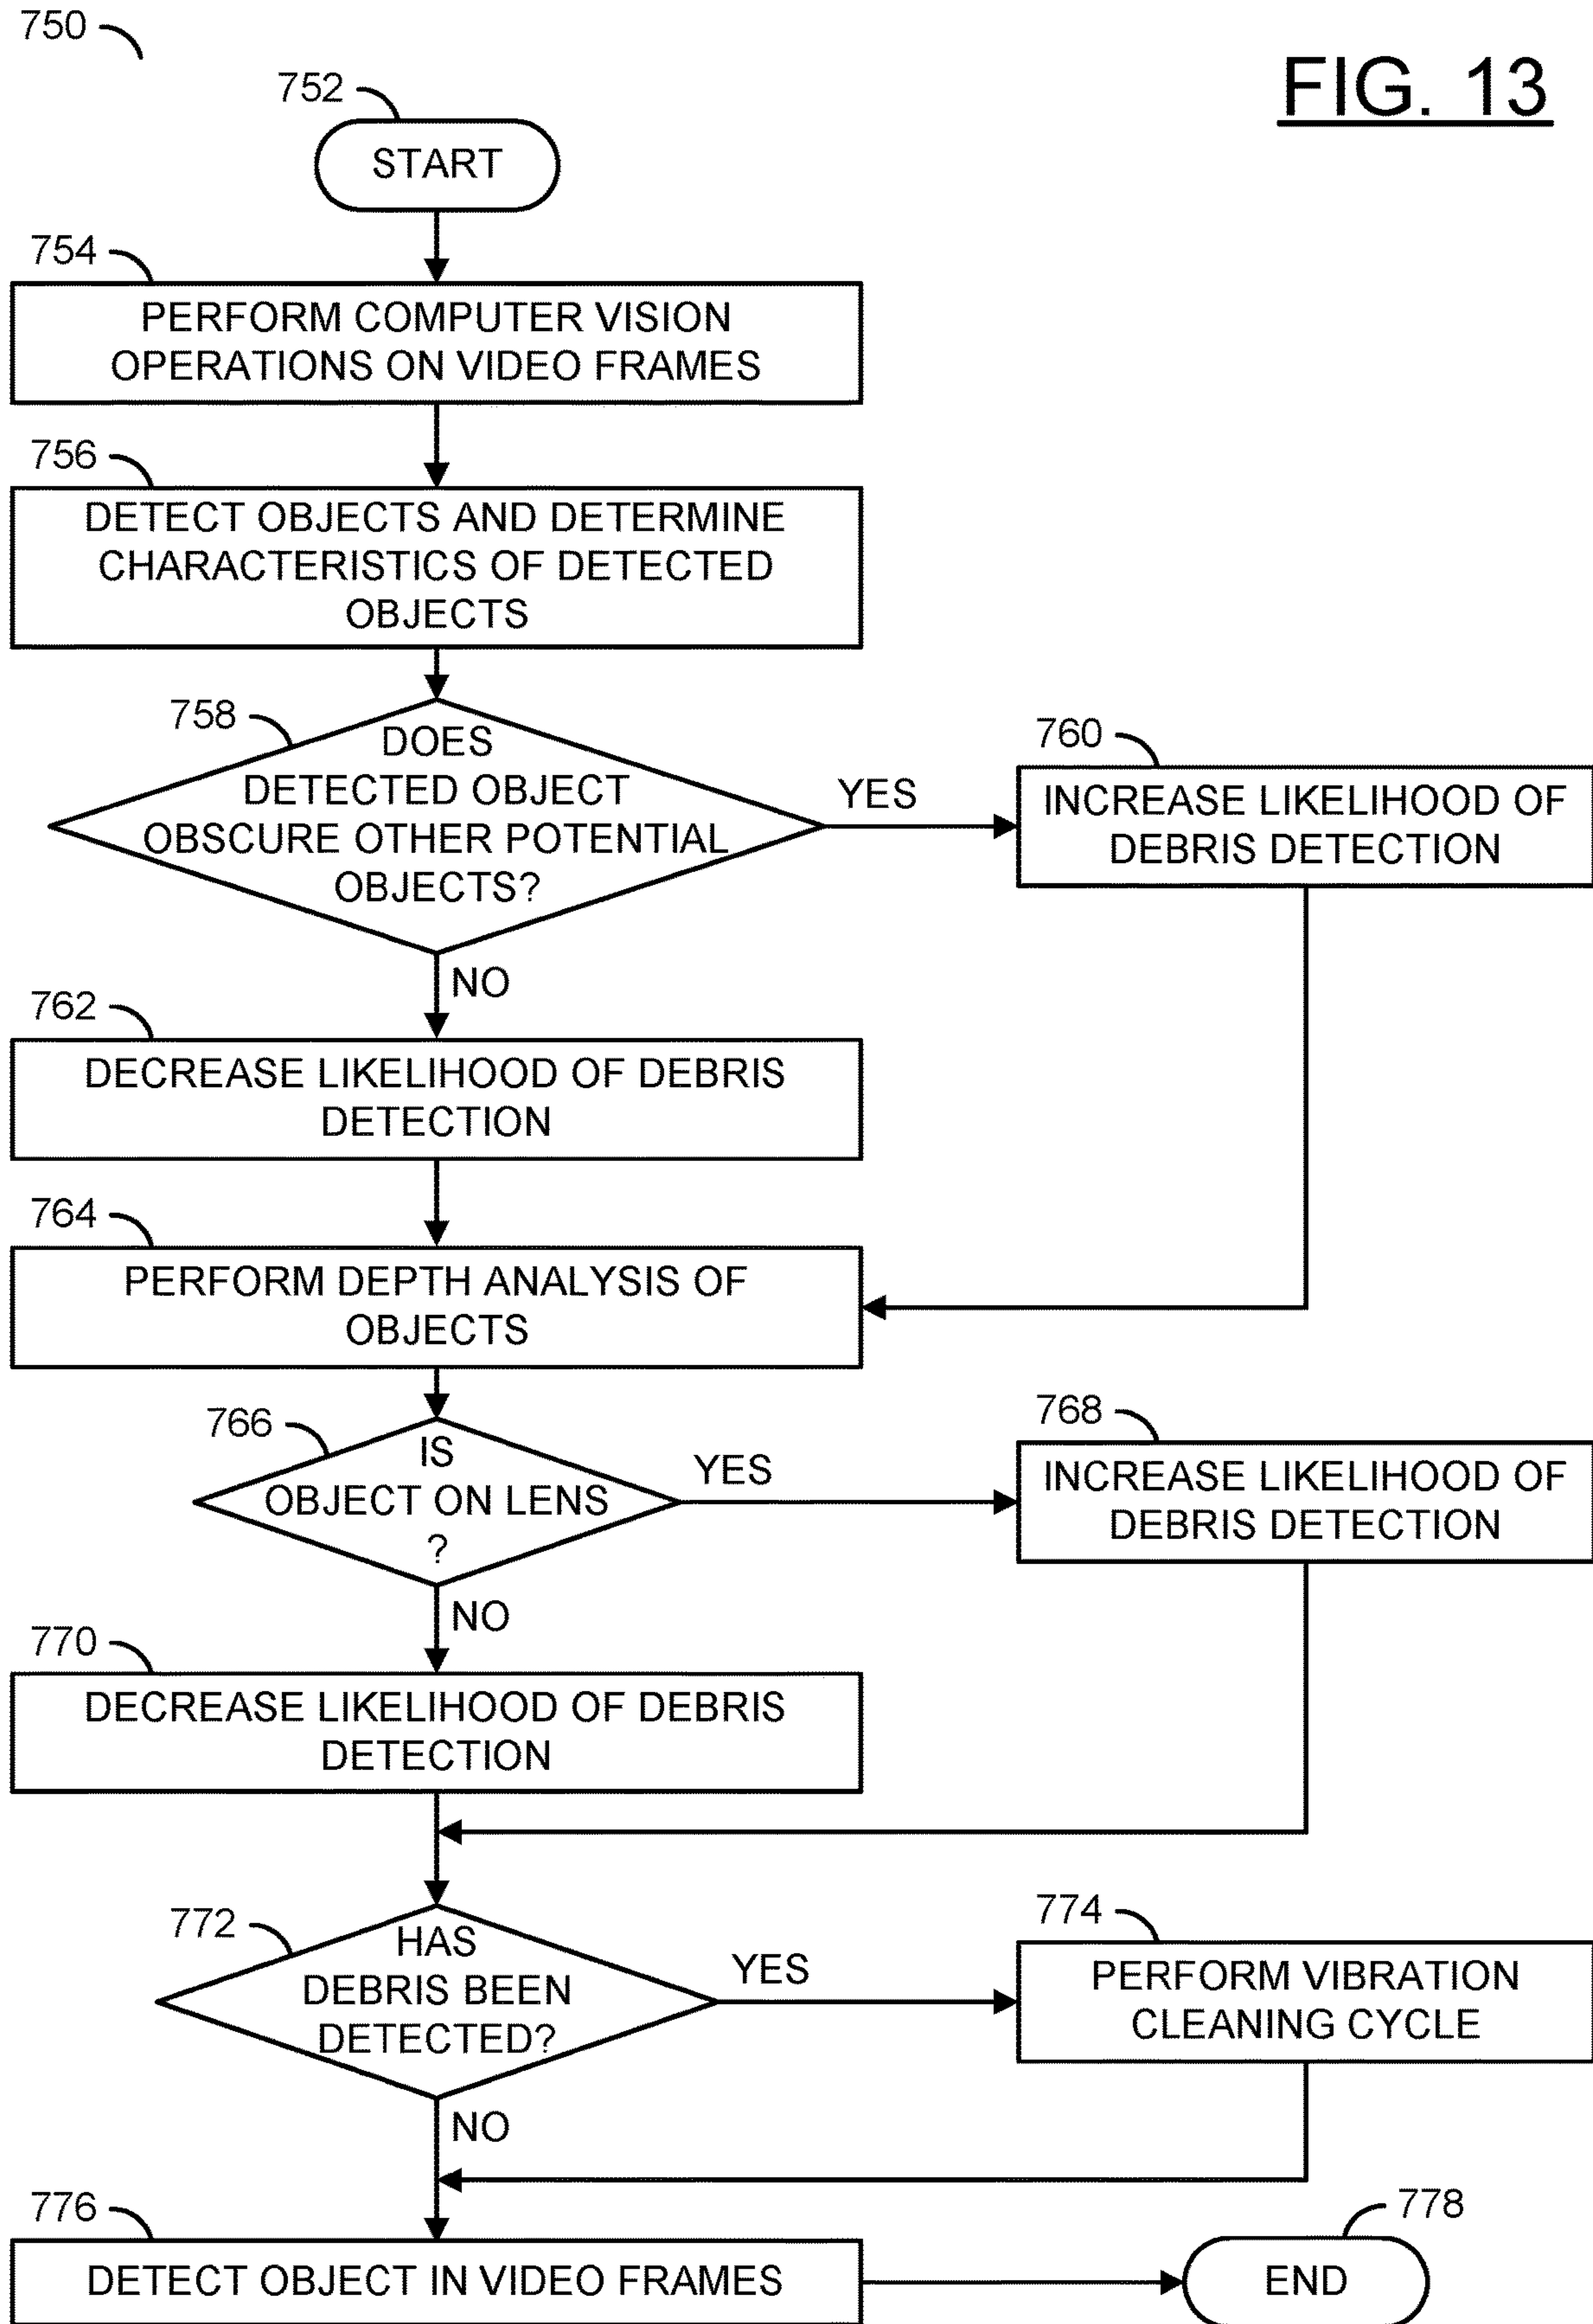 750
FIG. 13
752
START
754
PERFORM COMPUTER VISION
OPERATIONS ON VIDEO FRAMES
756
DETECT OBJECTS AND DETERMINE
CHARACTERISTICS OF DETECTED
OBJECTS
758
DOES
DETECTED OBJECT
OBSCURE OTHER POTENTIAL
OBJECTS?
YES
760
INCREASE LIKELIHOOD OF
DEBRIS DETECTION
NO
762
DECREASE LIKELIHOOD OF DEBRIS
DETECTION
764
PERFORM DEPTH ANALYSIS OF
OBJECTS
766
IS
OBJECT ON LENS
?
YES
768
INCREASE LIKELIHOOD OF
DEBRIS DETECTION
NO
770
DECREASE LIKELIHOOD OF DEBRIS
DETECTION
772
HAS
DEBRIS BEEN
DETECTED?
YES
774
PERFORM VIBRATION
CLEANING CYCLE
NO
776
DETECT OBJECT IN VIDEO FRAMES
778
END